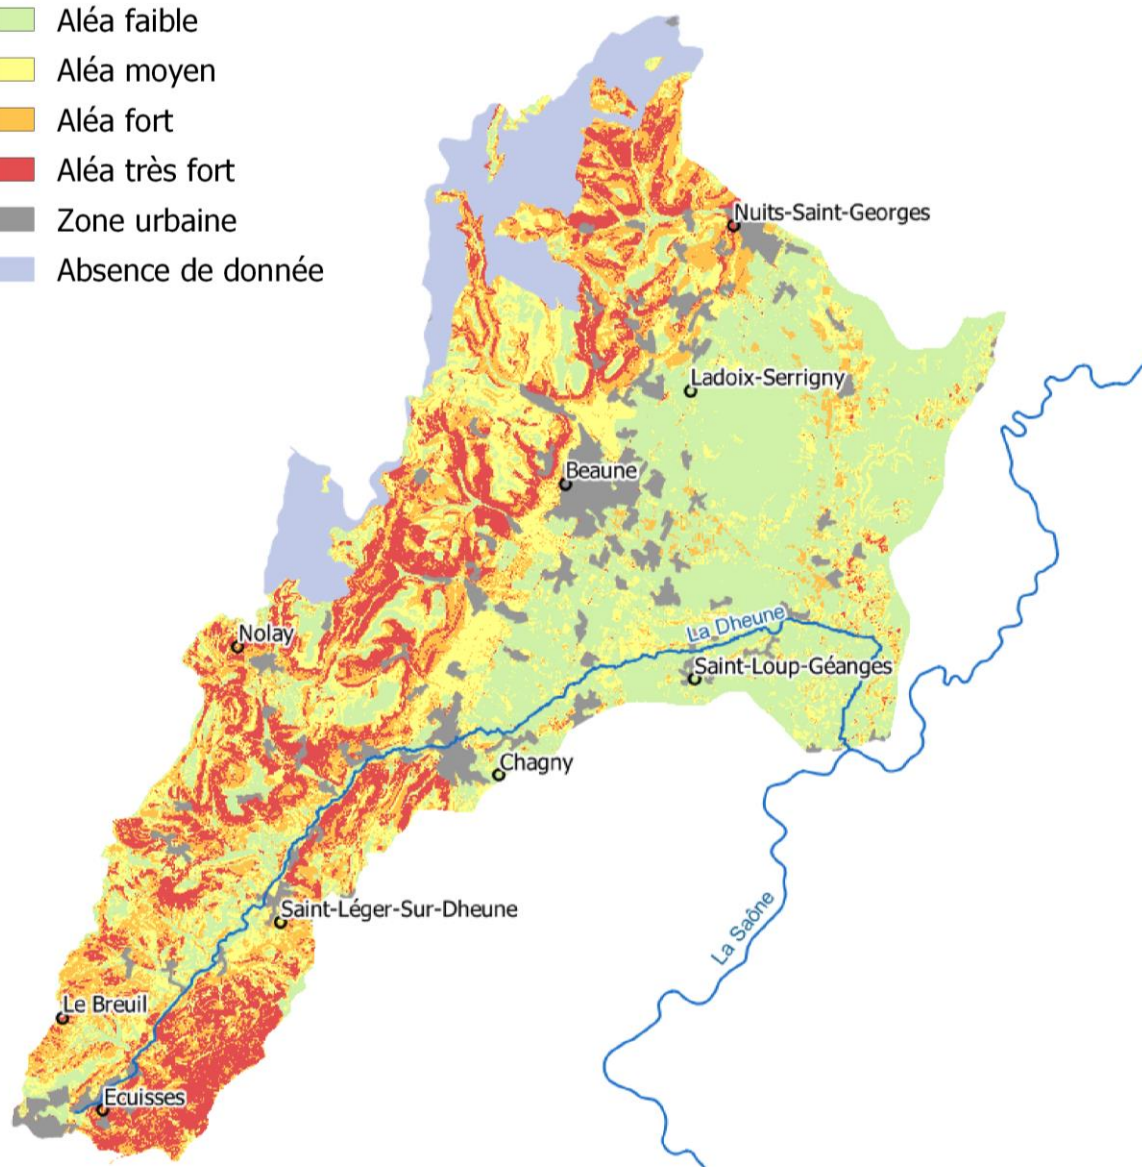 Aléa faible
Aléa moyen
Aléa fort
Aléa très fort
Zone urbaine
Absence de donnée
Nuits-Saint-Georges
Ladoix-Serrigny
Beaune
La Dheune
Nolay
Saint-Loup-Géanges
Chagny
Saint-Léger-Sur-Dheune
La Saône
Le Breuil
Ecuisses